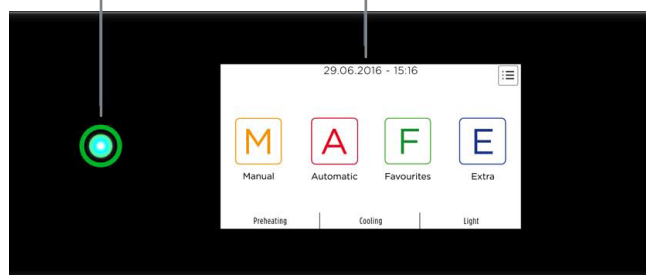 29.06.2016 - 15:16
M A F E
Manual Automatic Favourites Extra
Preheating Cooling Light